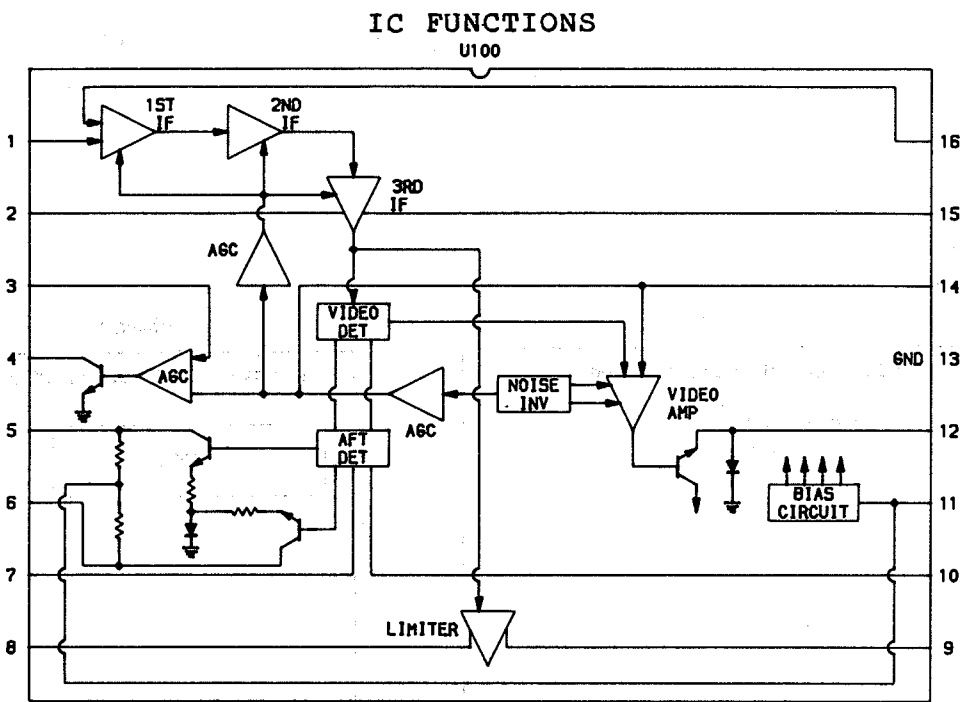 IC FUNCTIONS
U100
1ST
IF
2ND
IF
1
16
3RD
IF
2
15
AGC
3
14
VIDEO
DET
4
GND
13
AGC
NOISE
INV
VIDEO
AMP
AGC
5
12
AFT
DET
6
BIAS
CIRCUIT
11
7
10
LIMITER
8
9